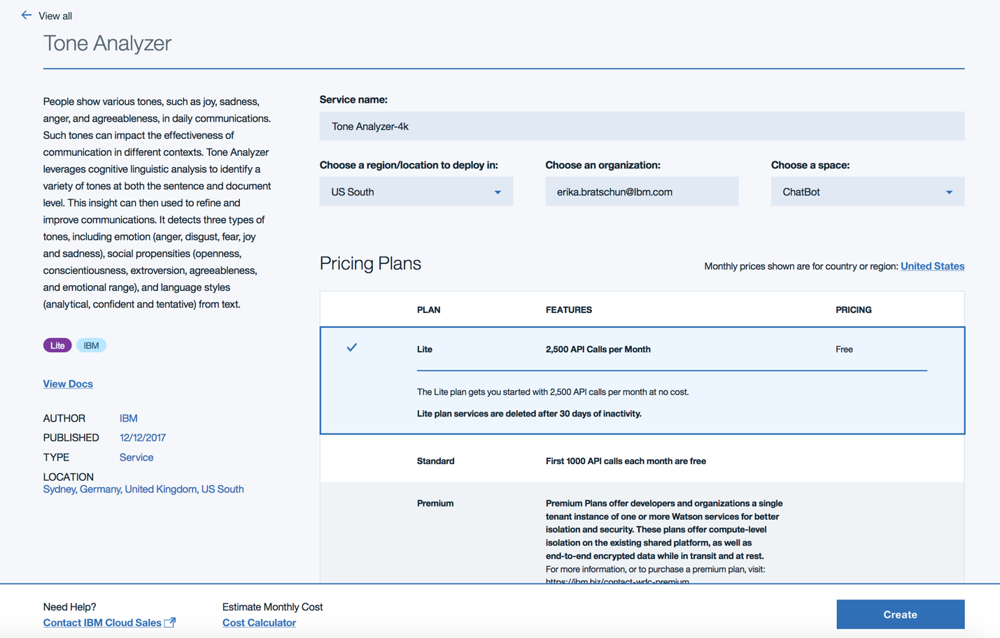 View all
Tone Analyzer
People show various tones, such as joy, sadness,
anger, and agreeableness, in daily communications.
Such tones can impact the effectiveness of
communication in different contexts. Tone Analyzer
leverages cognitive linguistic analysis to identify a
variety of tones at both the sentence and document
level. This insight can then used to refine and
improve communications. It detects three types of
tones, including emotion (anger, disgust, fear, joy
and sadness), social propensities (openness,
conscientiousness, extroversion, agreeableness,
and emotional range), and language styles
(analytical, confident and tentative) from text.
Lite IBM
View Docs
AUTHOR IBM
PUBLISHED 12/12/2017
TYPE Service
LOCATION
Sydney, Germany, United Kingdom, US South
Service name:
Tone Analyzer-4k
Choose a region/location to deploy in: Choose an organization: Choose a space:
US South erika.bratschun@Ibm.com ChatBot
Pricing Plans
Monthly prices shown are for country or region: United States
PLAN FEATURES PRICING
Lite 2,500 API Calls per Month Free
The Lite plan gets you started with 2,500 API calls per month at no cost.
Lite plan services are deleted after 30 days of inactivity.
Standard First 1000 API calls each month are free
Premium Premium Plans offer developers and organizations a single
tenant instance of one or more Watson services for better
isolation and security. These plans offer compute-level
isolation on the existing shared platform, as well as
end-to-end encrypted data while in transit and at rest.
For more information, or to purchase a premium plan, visit:
https://ibm.biz/contact-wdc-premium
Need Help? Estimate Monthly Cost
Contact IBM Cloud Sales Cost Calculator
Create